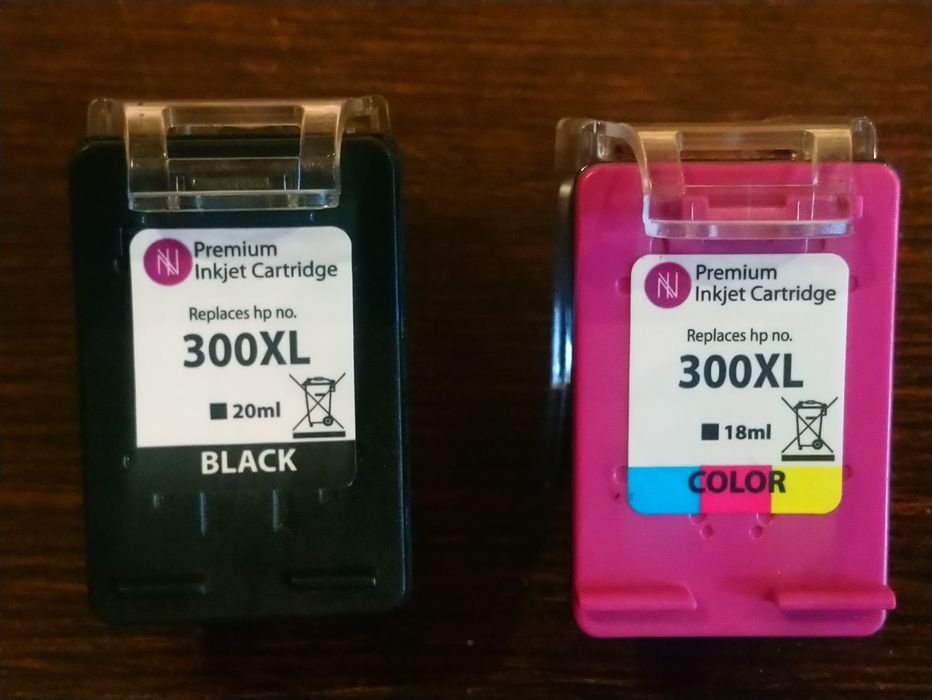 Premium
Inkjet Cartridge
Replaces hp no.
300XL
20ml
BLACK
Premium
Inkjet Cartridge
Replaces hp no.
300XL
18ml
COLOR